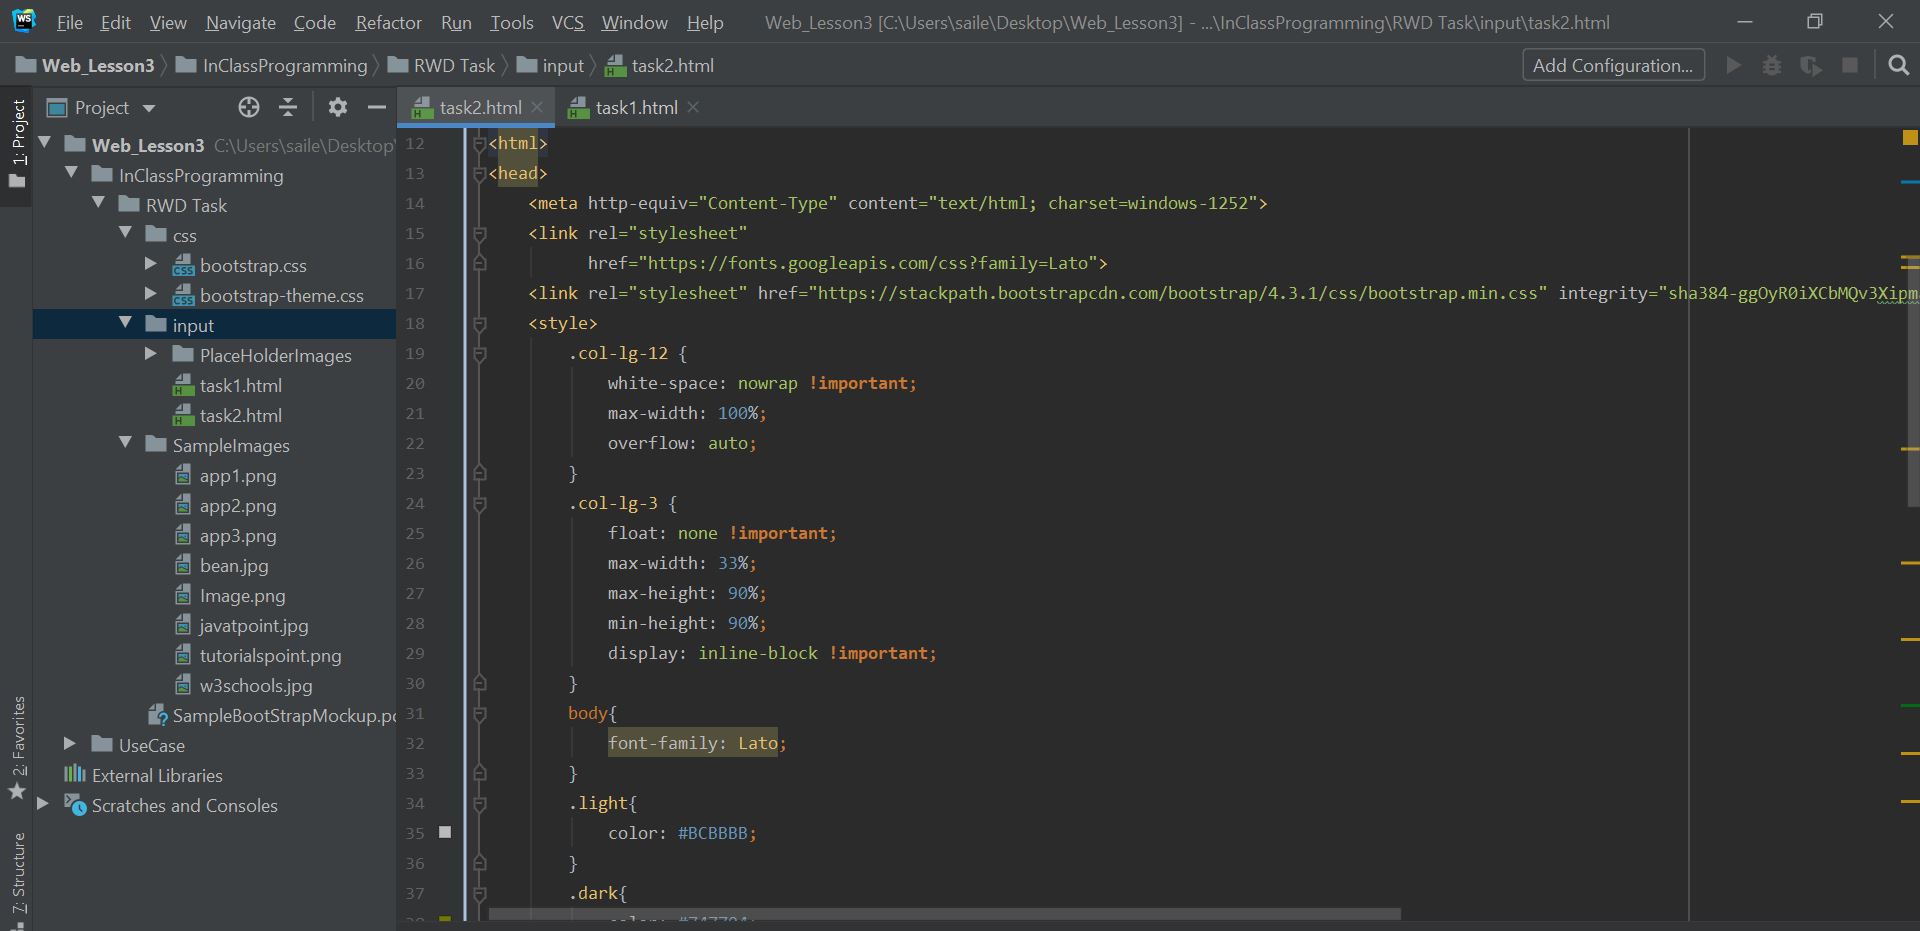 WS File Edit View Navigate Code Refactor Run Tools VCS Window Help Web_Lesson3 [C:\Users\saile\Desktop\Web_Lesson3] - ...\InClassProgramming\RWD Task\input\task2.html
Web_Lesson3 InClassProgramming RWD Task input task2.html Add Configuration...
1: Project
2: Favorites
7: Structure
Project
Web_Lesson3 C:\Users\saile\Desktop
InClassProgramming
RWD Task
css
bootstrap.css
bootstrap-theme.css
input
PlaceHolderImages
task1.html
task2.html
SampleImages
app1.png
app2.png
app3.png
bean.jpg
Image.png
javatpoint.jpg
tutorialspoint.png
w3schools.jpg
SampleBootStrapMockup.pc
UseCase
External Libraries
Scratches and Consoles
task2.html task1.html
12 <html>
13 <head>
14 <meta http-equiv="Content-Type" content="text/html; charset=windows-1252">
15 <link rel="stylesheet"
16 href="https://fonts.googleapis.com/css?family=Lato">
17 <link rel="stylesheet" href="https://stackpath.bootstrapcdn.com/bootstrap/4.3.1/css/bootstrap.min.css" integrity="sha384-ggOyR0iXCbMQv3Xipm
18 <style>
19 .col-lg-12 {
20 white-space: nowrap !important;
21 max-width: 100%;
22 overflow: auto;
23 }
24 .col-lg-3 {
25 float: none !important;
26 max-width: 33%;
27 max-height: 90%;
28 min-height: 90%;
29 display: inline-block !important;
30 }
31 body{
32 font-family: Lato;
33 }
34 .light{
35 color: #BCBBBB;
36 }
37 .dark{